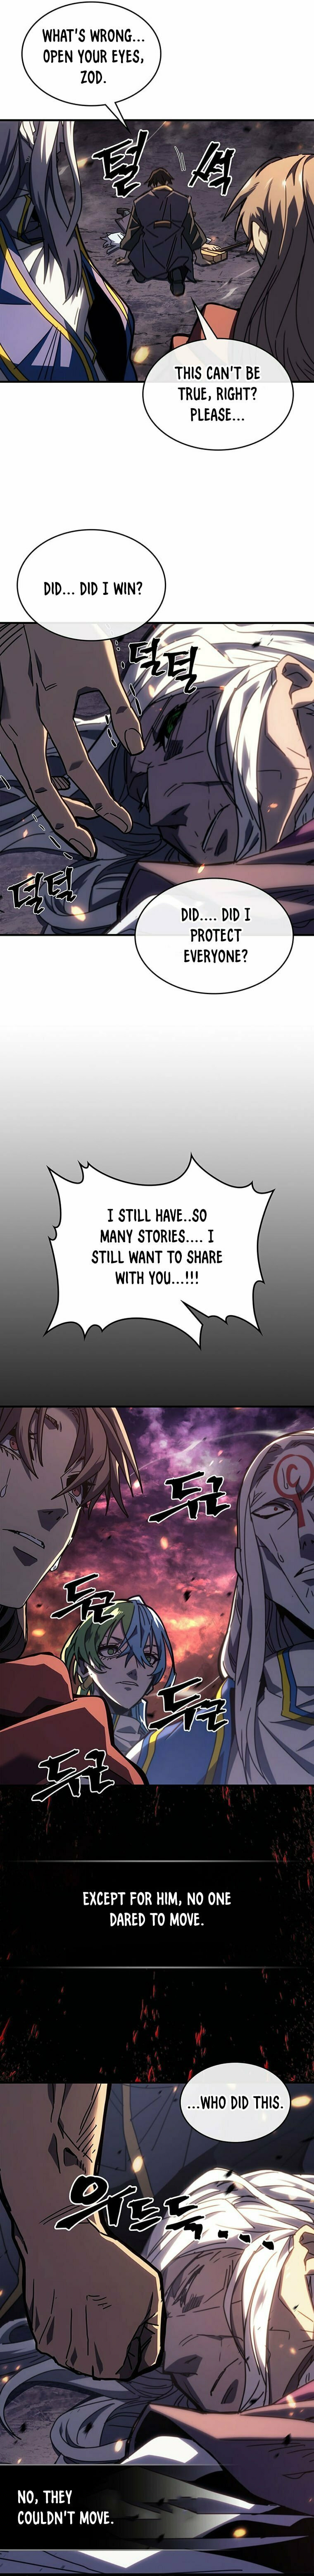 WHAT'S WRONG...
OPEN YOUR EYES,
ZOD.
털
썩
THIS CAN'T BE
TRUE, RIGHT?
PLEASE...
DID... DID I WIN?
덜덜
덜덜
DID.... DID I
PROTECT
EVERYONE?
I STILL HAVE..SO
MANY STORIES.... I
STILL WANT TO SHARE
WITH YOU...!!!
두근
두근
두근
두근
EXCEPT FOR HIM, NO ONE
DARED TO MOVE.
...WHO DID THIS.
으드득...
NO, THEY
COULDN'T MOVE.